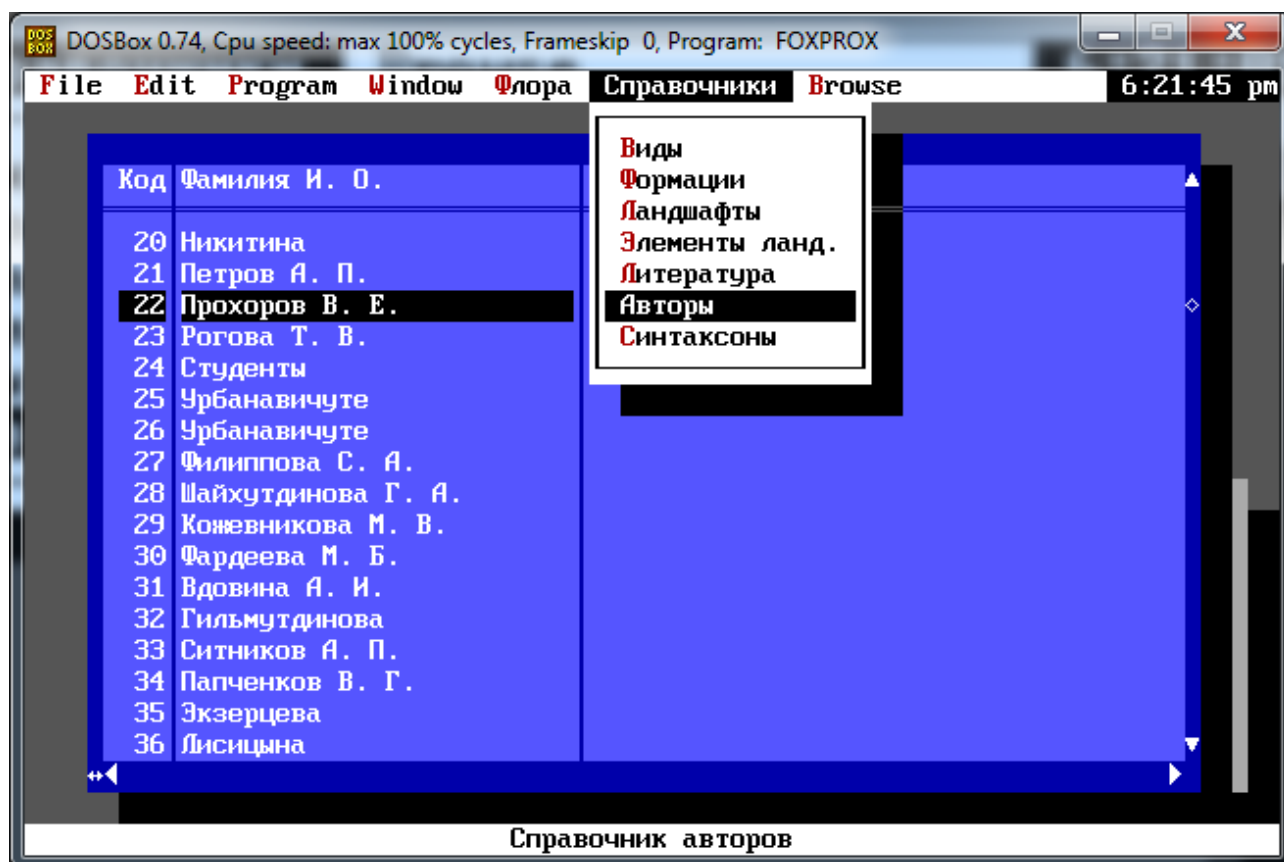 DOS BOX DOSBox 0.74, Cpu speed: max 100% cycles, Frameskip 0, Program: FOXPROX
File Edit Program Window Флора Справочники Browse 6:21:45 pm
Виды
Формации
Ландшафты
Элементы ланд.
Литература
Авторы
Синтаксоны
Код Фамилия И. О.
20 Никитина
21 Петров А. П.
22 Прохоров В. Е.
23 Рогова Т. В.
24 Студенты
25 Урбанавичуте
26 Урбанавичуте
27 Филиппова С. А.
28 Шайхутдинова Г. А.
29 Кожевникова М. В.
30 Фардеева М. Б.
31 Вдовина А. И.
32 Гильмутдинова
33 Ситников А. П.
34 Папченков В. Г.
35 Экзерцева
36 Лисицына
Справочник авторов